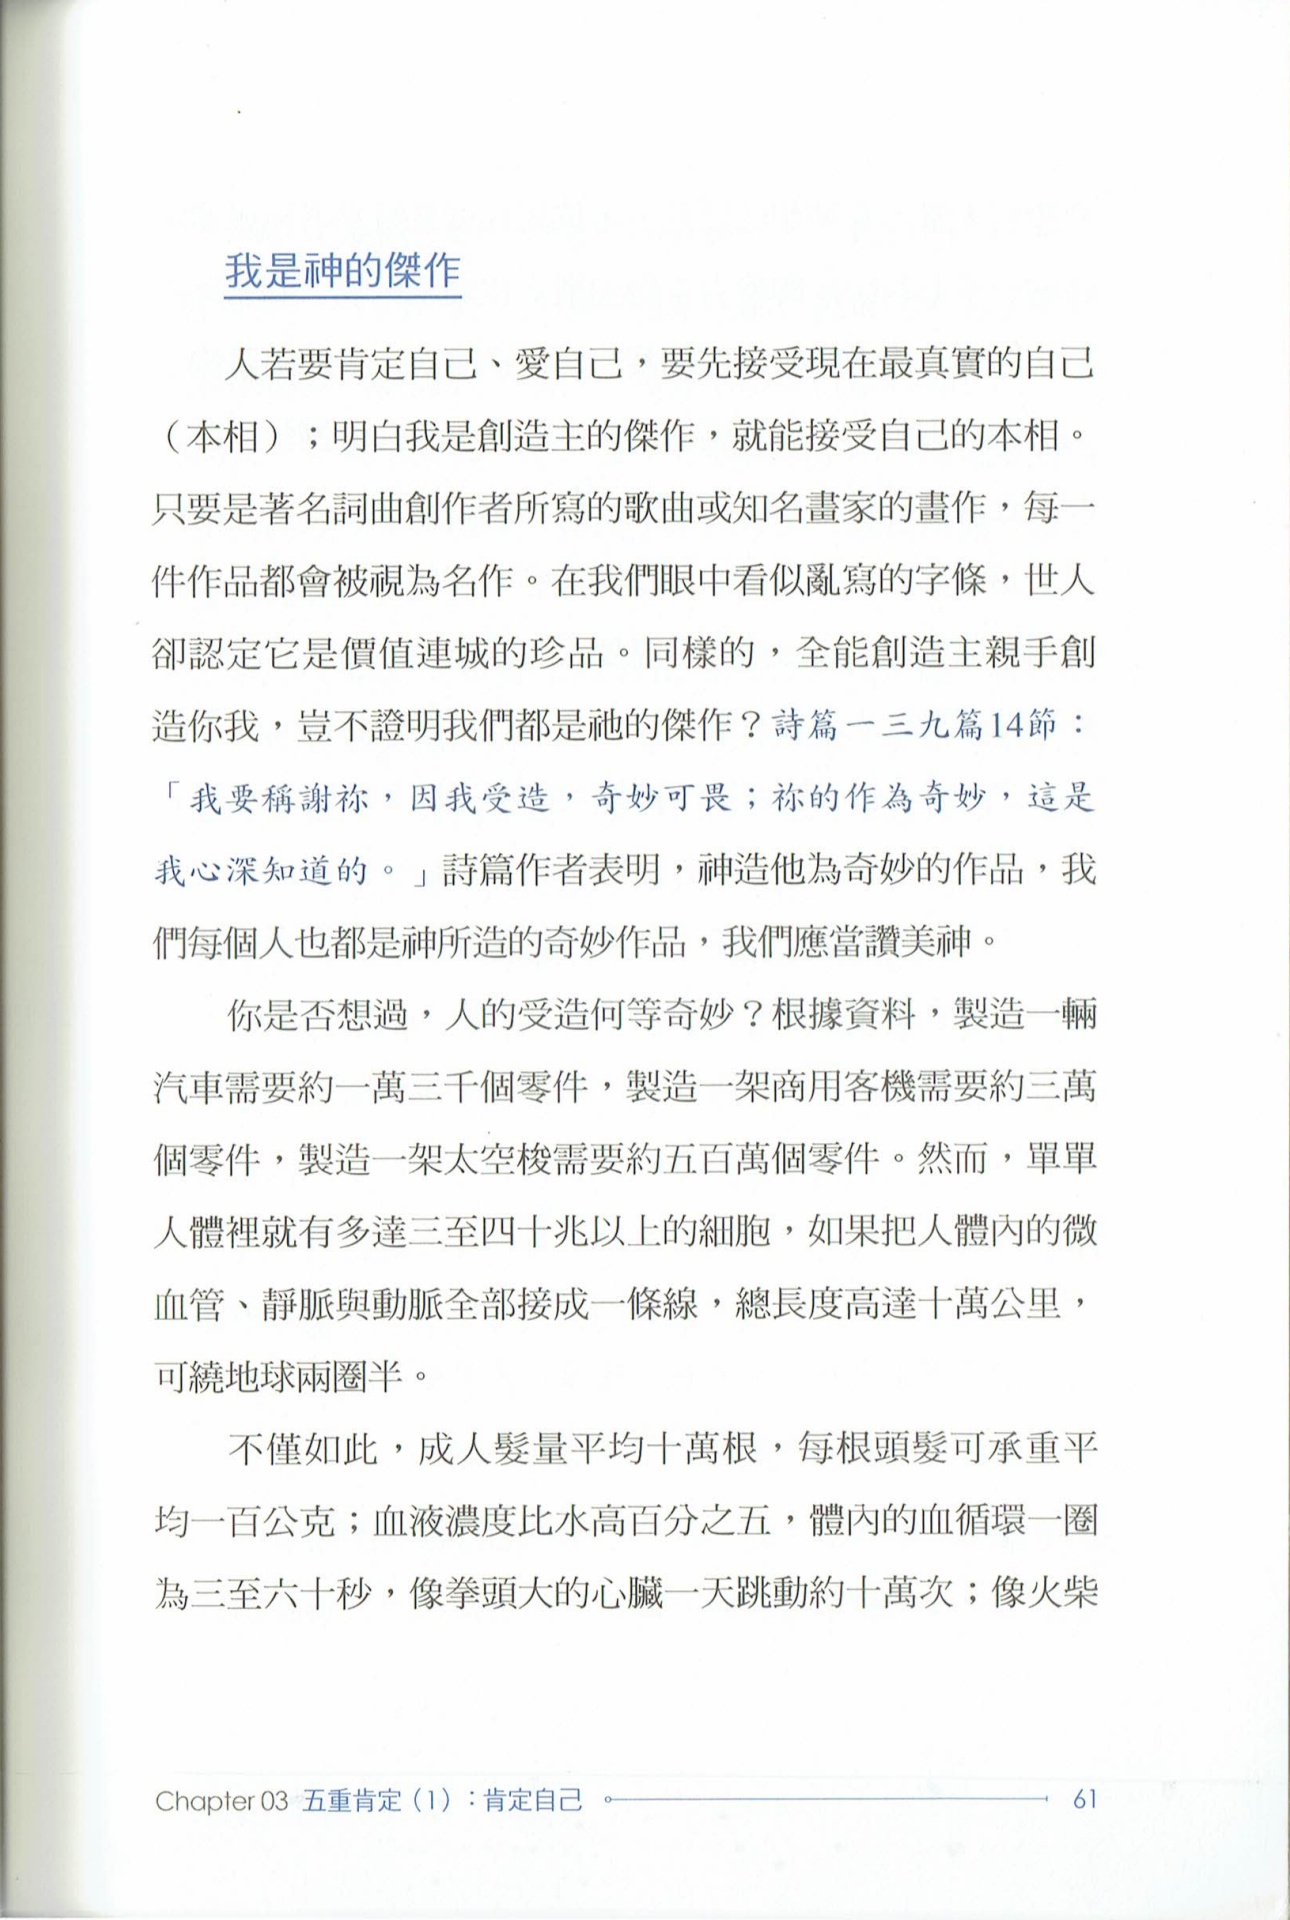 我是神的傑作
人若要肯定自己、愛自己，要先接受現在最真實的自己
（本相）；明白我是創造主的傑作，就能接受自己的本相。
只要是著名詞曲創作者所寫的歌曲或知名畫家的畫作，每一
件作品都會被視為名作。在我們眼中看似亂寫的字條，世人
卻認定它是價值連城的珍品。同樣的，全能創造主親手創
造你我，豈不證明我們都是祂的傑作？詩篇一三九篇14節：
「我要稱謝祢，因我受造，奇妙可畏；祢的作為奇妙，這是
我心深知道的。」詩篇作者表明，神造他為奇妙的作品，我
們每個人也都是神所造的奇妙作品，我們應當讚美神。
你是否想過，人的受造何等奇妙？根據資料，製造一輛
汽車需要約一萬三千個零件，製造一架商用客機需要約三萬
個零件，製造一架太空梭需要約五百萬個零件。然而，單單
人體裡就有多達三至四十兆以上的細胞，如果把人體內的微
血管、靜脈與動脈全部接成一條線，總長度高達十萬公里，
可繞地球兩圈半。
不僅如此，成人髮量平均十萬根，每根頭髮可承重平
均一百公克；血液濃度比水高百分之五，體內的血循環一圈
為三至六十秒，像拳頭大的心臟一天跳動約十萬次；像火柴
Chapter 03 五重肯定（1）：肯定自己 61